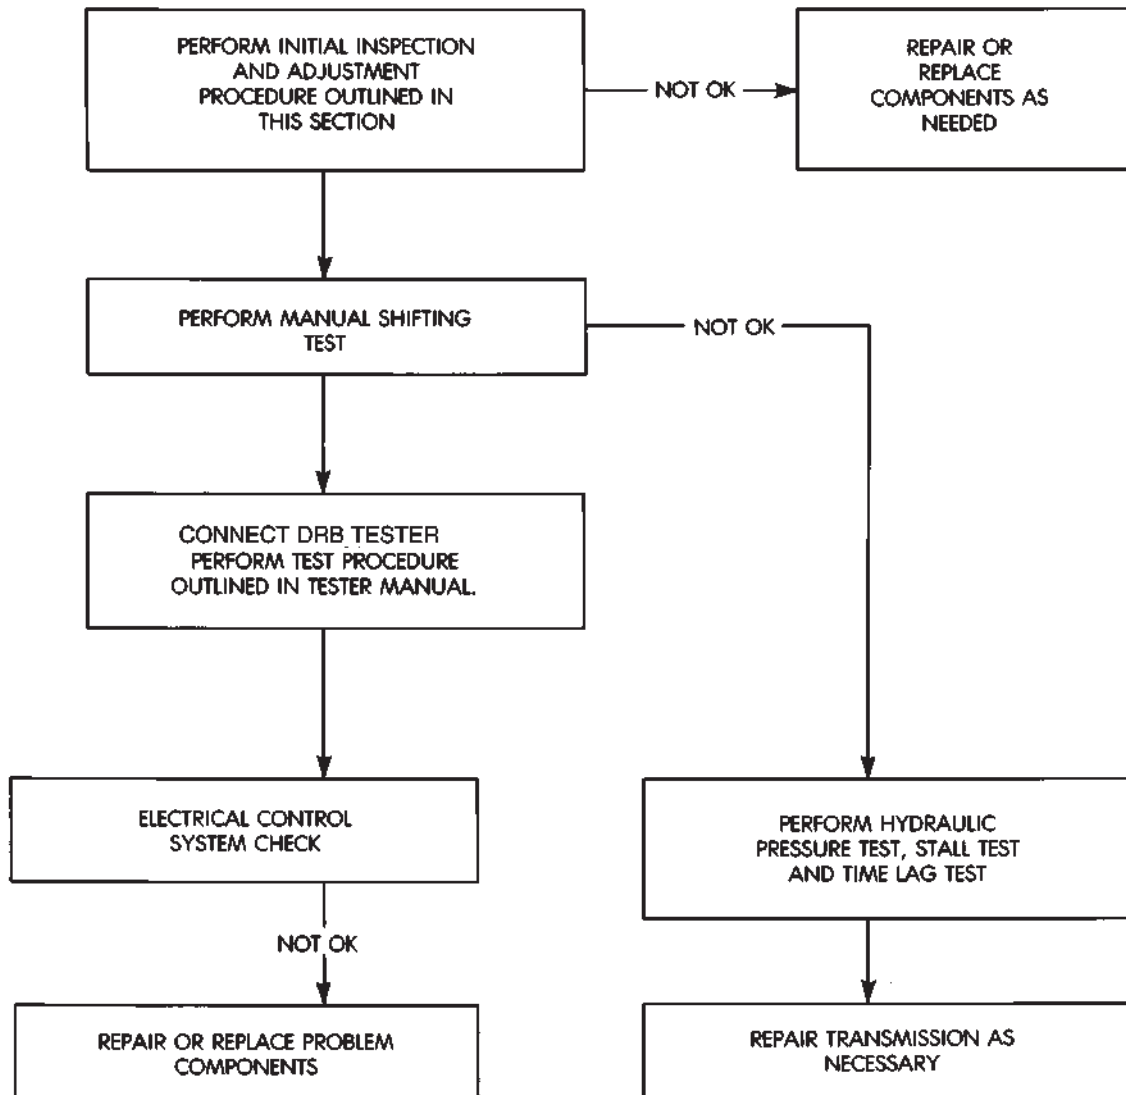 PERFORM INITIAL INSPECTION
AND ADJUSTMENT
PROCEDURE OUTLINED IN
THIS SECTION
NOT OK
REPAIR OR
REPLACE
COMPONENTS AS
NEEDED
PERFORM MANUAL SHIFTING
TEST
NOT OK
CONNECT DRB TESTER
PERFORM TEST PROCEDURE
OUTLINED IN TESTER MANUAL.
ELECTRICAL CONTROL
SYSTEM CHECK
PERFORM HYDRAULIC
PRESSURE TEST, STALL TEST
AND TIME LAG TEST
NOT OK
REPAIR OR REPLACE PROBLEM
COMPONENTS
REPAIR TRANSMISSION AS
NECESSARY